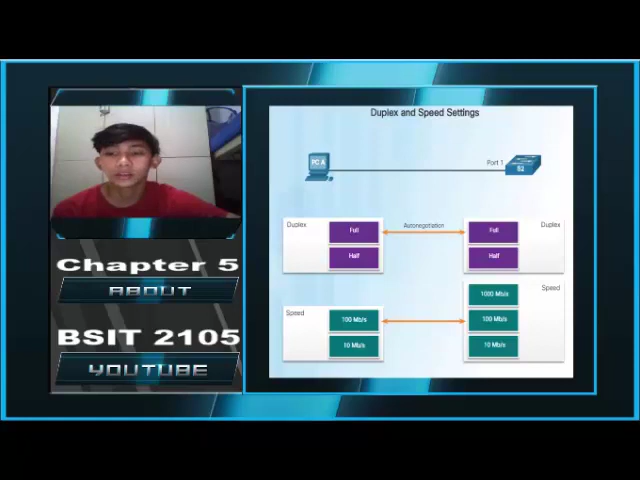 Duplex and Speed Settings
PC A
Port 1
S2
Duplex
Full
Autonegotiation
Full
Duplex
Half
Half
1000 Mb/s
Speed
Speed
100 Mb/s
100 Mb/s
10 Mb/s
10 Mb/s
Chapter 5
ABOUT
BSIT 2105
YOUTUBE